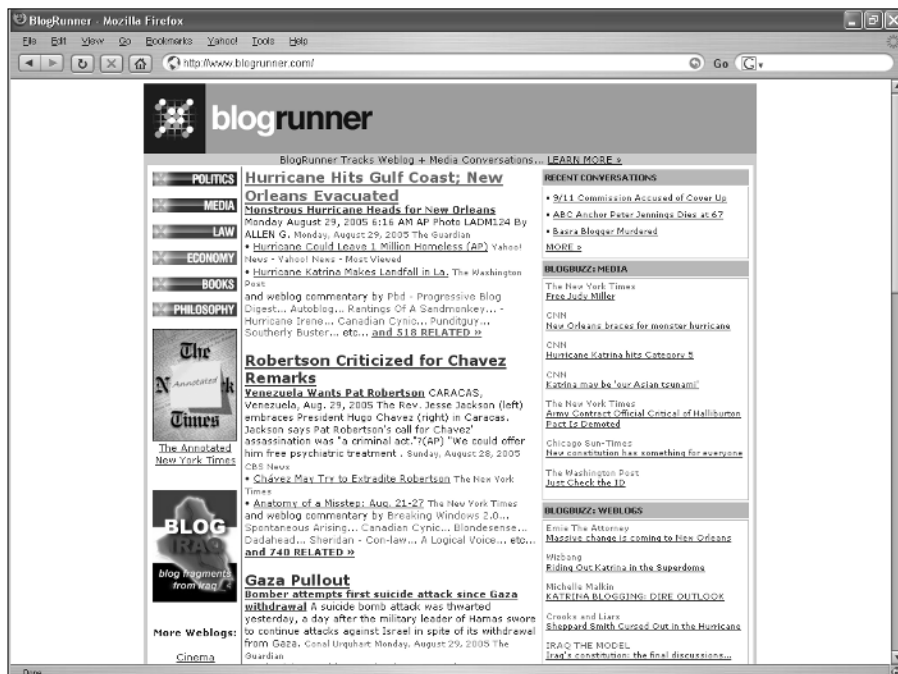 BlogRunner - Mozilla Firefox
File Edit View Go Bookmarks Yahoo! Tools Help
http://www.blogrunner.com/
Go
G
blogrunner
BlogRunner Tracks Weblog + Media Conversations... LEARN MORE »
POLITICS
MEDIA
LAW
ECONOMY
BOOKS
PHILOSOPHY
The
N Annotated k
Times
The Annotated
New York Times
BLOG
IRAQ
blog fragments
from iraq
More Weblogs:
Cinema
Hurricane Hits Gulf Coast; New
Orleans Evacuated
Monstrous Hurricane Heads for New Orleans
Monday August 29, 2005 6:16 AM AP Photo LADM124 By
ALLEN G. Monday, August 29, 2005 The Guardian
• Hurricane Could Leave 1 Million Homeless (AP) Yahoo!
News - Yahoo! News - Most Viewed
• Hurricane Katrina Makes Landfall in La. The Washington
Post
and weblog commentary by Pbd - Progressive Blog
Digest... Autoblog... Rantings Of A Sandmonkey... -
Hurricane Irene... Canadian Cynic... Punditguy...
Southerly Buster... etc... and 518 RELATED »
Robertson Criticized for Chavez
Remarks
Venezuela Wants Pat Robertson CARACAS,
Venezuela, Aug. 29, 2005 The Rev. Jesse Jackson (left)
embraces President Hugo Chavez (right) in Caracas.
Jackson says Pat Robertson's call for Chavez'
assassination was "a criminal act."?(AP) "We could offer
him free psychiatric treatment . Sunday, August 28, 2005
CBS News
• Chávez May Try to Extradite Robertson The New York
Times
• Anatomy of a Misstep: Aug. 21-27 The New York Times
and weblog commentary by Breaking Windows 2.0...
Spontaneous Arising... Canadian Cynic... Blondesense...
Dadahead... Sheridan - Con-law... A Logical Voice... etc...
and 740 RELATED »
Gaza Pullout
Bomber attempts first suicide attack since Gaza
withdrawal A suicide bomb attack was thwarted
yesterday, a day after the military leader of Hamas swore
to continue attacks against Israel in spite of its withdrawal
from Gaza. Conal Urquhart Monday, August 29, 2005 The
Guardian
RECENT CONVERSATIONS
• 9/11 Commission Accused of Cover Up
• ABC Anchor Peter Jennings Dies at 67
• Basra Blogger Murdered
MORE »
BLOGBUZZ: MEDIA
The New York Times
Free Judy Miller
CNN
New Orleans braces for monster hurricane
CNN
Hurricane Katrina hits Category 5
CNN
Katrina may be 'our Asian tsunami'
The New York Times
Army Contract Official Critical of Halliburton
Pact Is Demoted
Chicago Sun-Times
New constitution has something for everyone
The Washington Post
Just Check the ID
BLOGBUZZ: WEBLOGS
Ernie The Attorney
Massive change is coming to New Orleans
Wizbang
Riding Out Katrina in the Superdome
Michelle Malkin
KATRINA BLOGGING: DIRE OUTLOOK
Crooks and Liars
Sheppard Smith Cursed Out in the Hurricane
IRAQ THE MODEL
Iraq's constitution: the final discussions...
Done